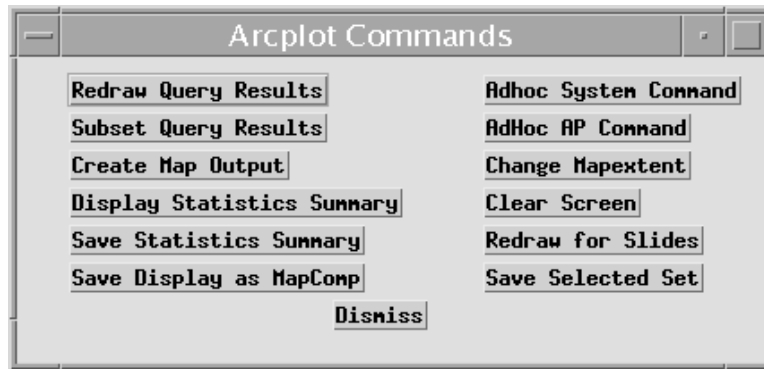 Arcplot Commands
Redraw Query Results
Adhoc System Command
Subset Query Results
AdHoc AP Command
Create Map Output
Change Mapextent
Display Statistics Summary
Clear Screen
Save Statistics Summary
Redraw for Slides
Save Display as MapComp
Save Selected Set
Dismiss